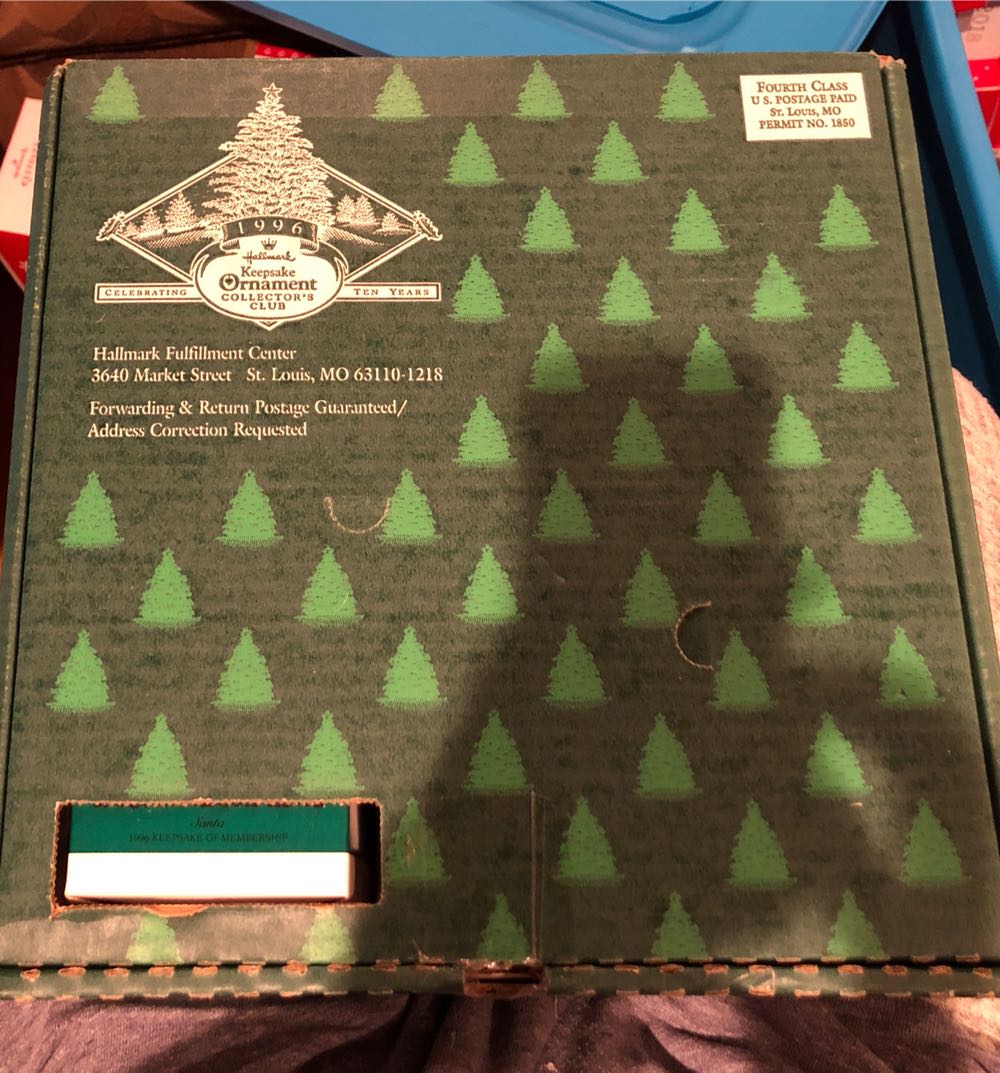 FOURTH CLASS
U S. POSTAGE PAID
ST. LOUIS, MO
PERMIT NO. 1850
1996
Hallmark
Keepsake
Ornament
COLLECTOR'S
CLUB
CELEBRATING TEN YEARS
Hallmark Fulfillment Center
3640 Market Street St. Louis, MO 63110-1218
Forwarding & Return Postage Guaranteed/
Address Correction Requested
Santa
1996 KEEPSAKE OF MEMBERSHIP